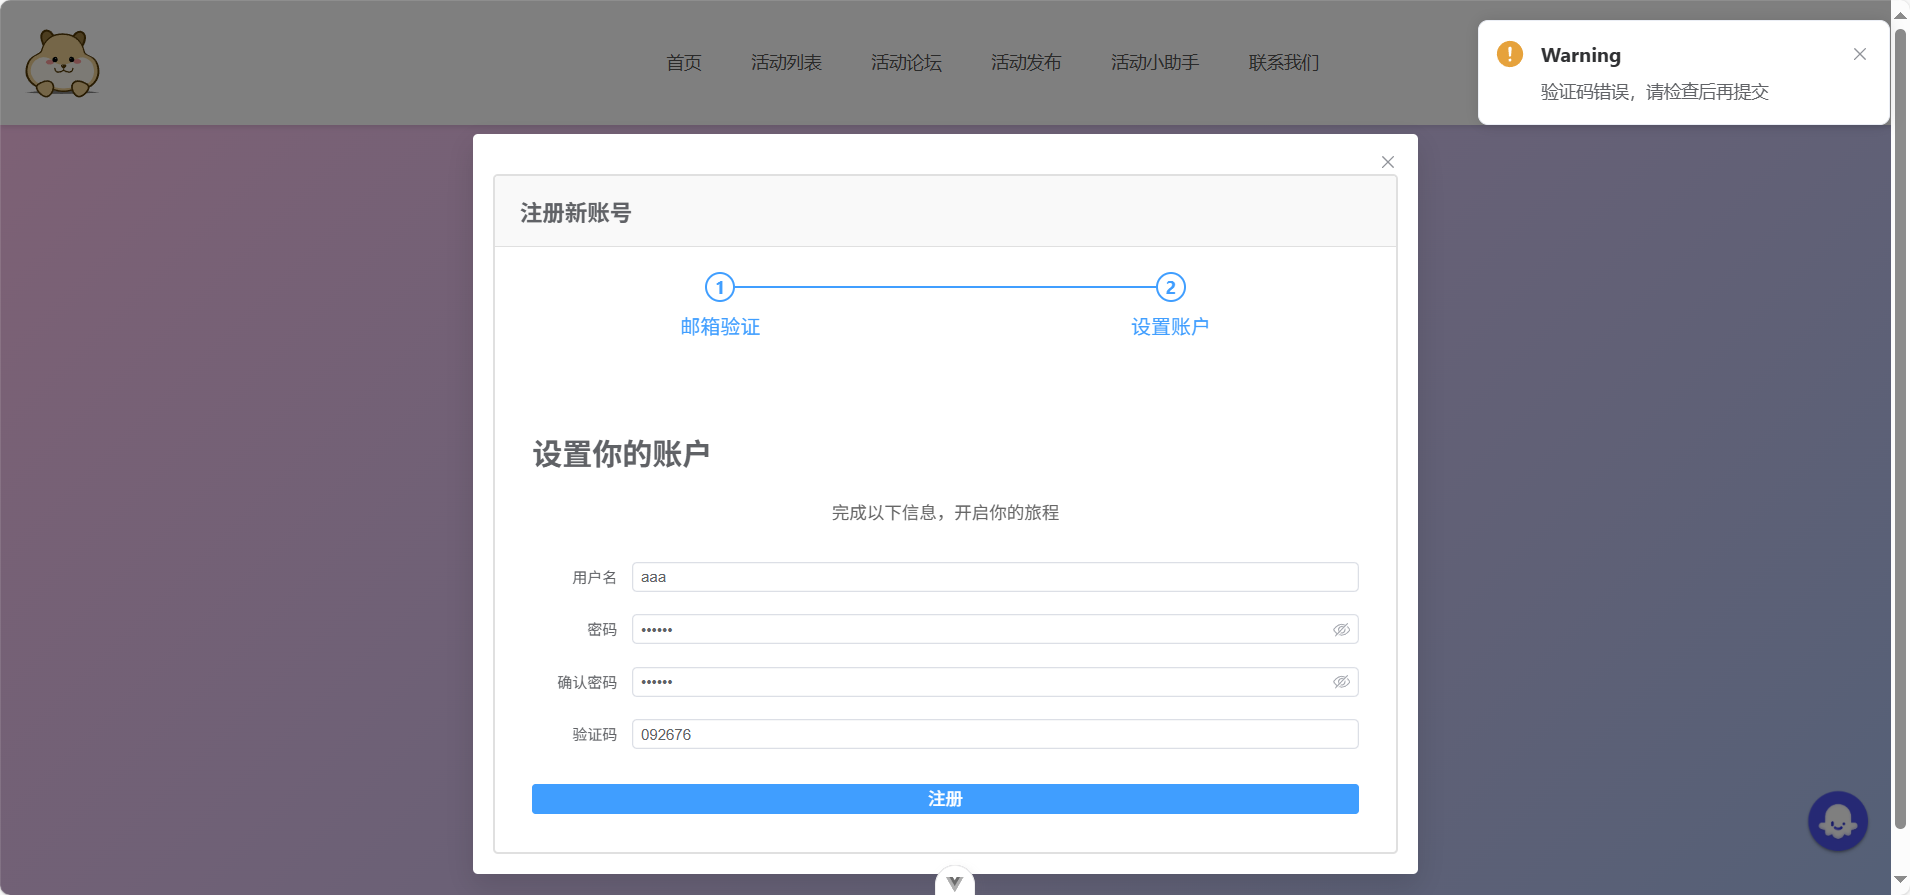 首页 活动列表 活动论坛 活动发布 活动小助手 联系我们
Warning
验证码错误，请检查后再提交
注册新账号
1 2
邮箱验证 设置账户
设置你的账户
完成以下信息，开启你的旅程
用户名 aaa
密码 ••••••
确认密码 ••••••
验证码 092676
注册